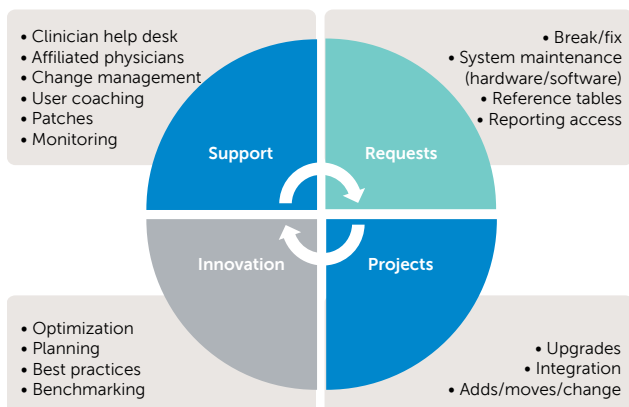 • Clinician help desk
• Affiliated physicians
• Change management
• User coaching
• Patches
• Monitoring
• Break/fix
• System maintenance
(hardware/software)
• Reference tables
• Reporting access
Support
Requests
Innovation
Projects
• Optimization
• Planning
• Best practices
• Benchmarking
• Upgrades
• Integration
• Adds/moves/change